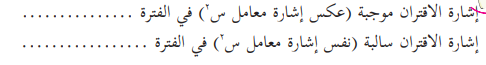 إشارة الاقتران موجبة (عكس إشارة معامل س²) في الفترة ...............
إشارة الاقتران سالبة (نفس إشارة معامل س²) في الفترة .................